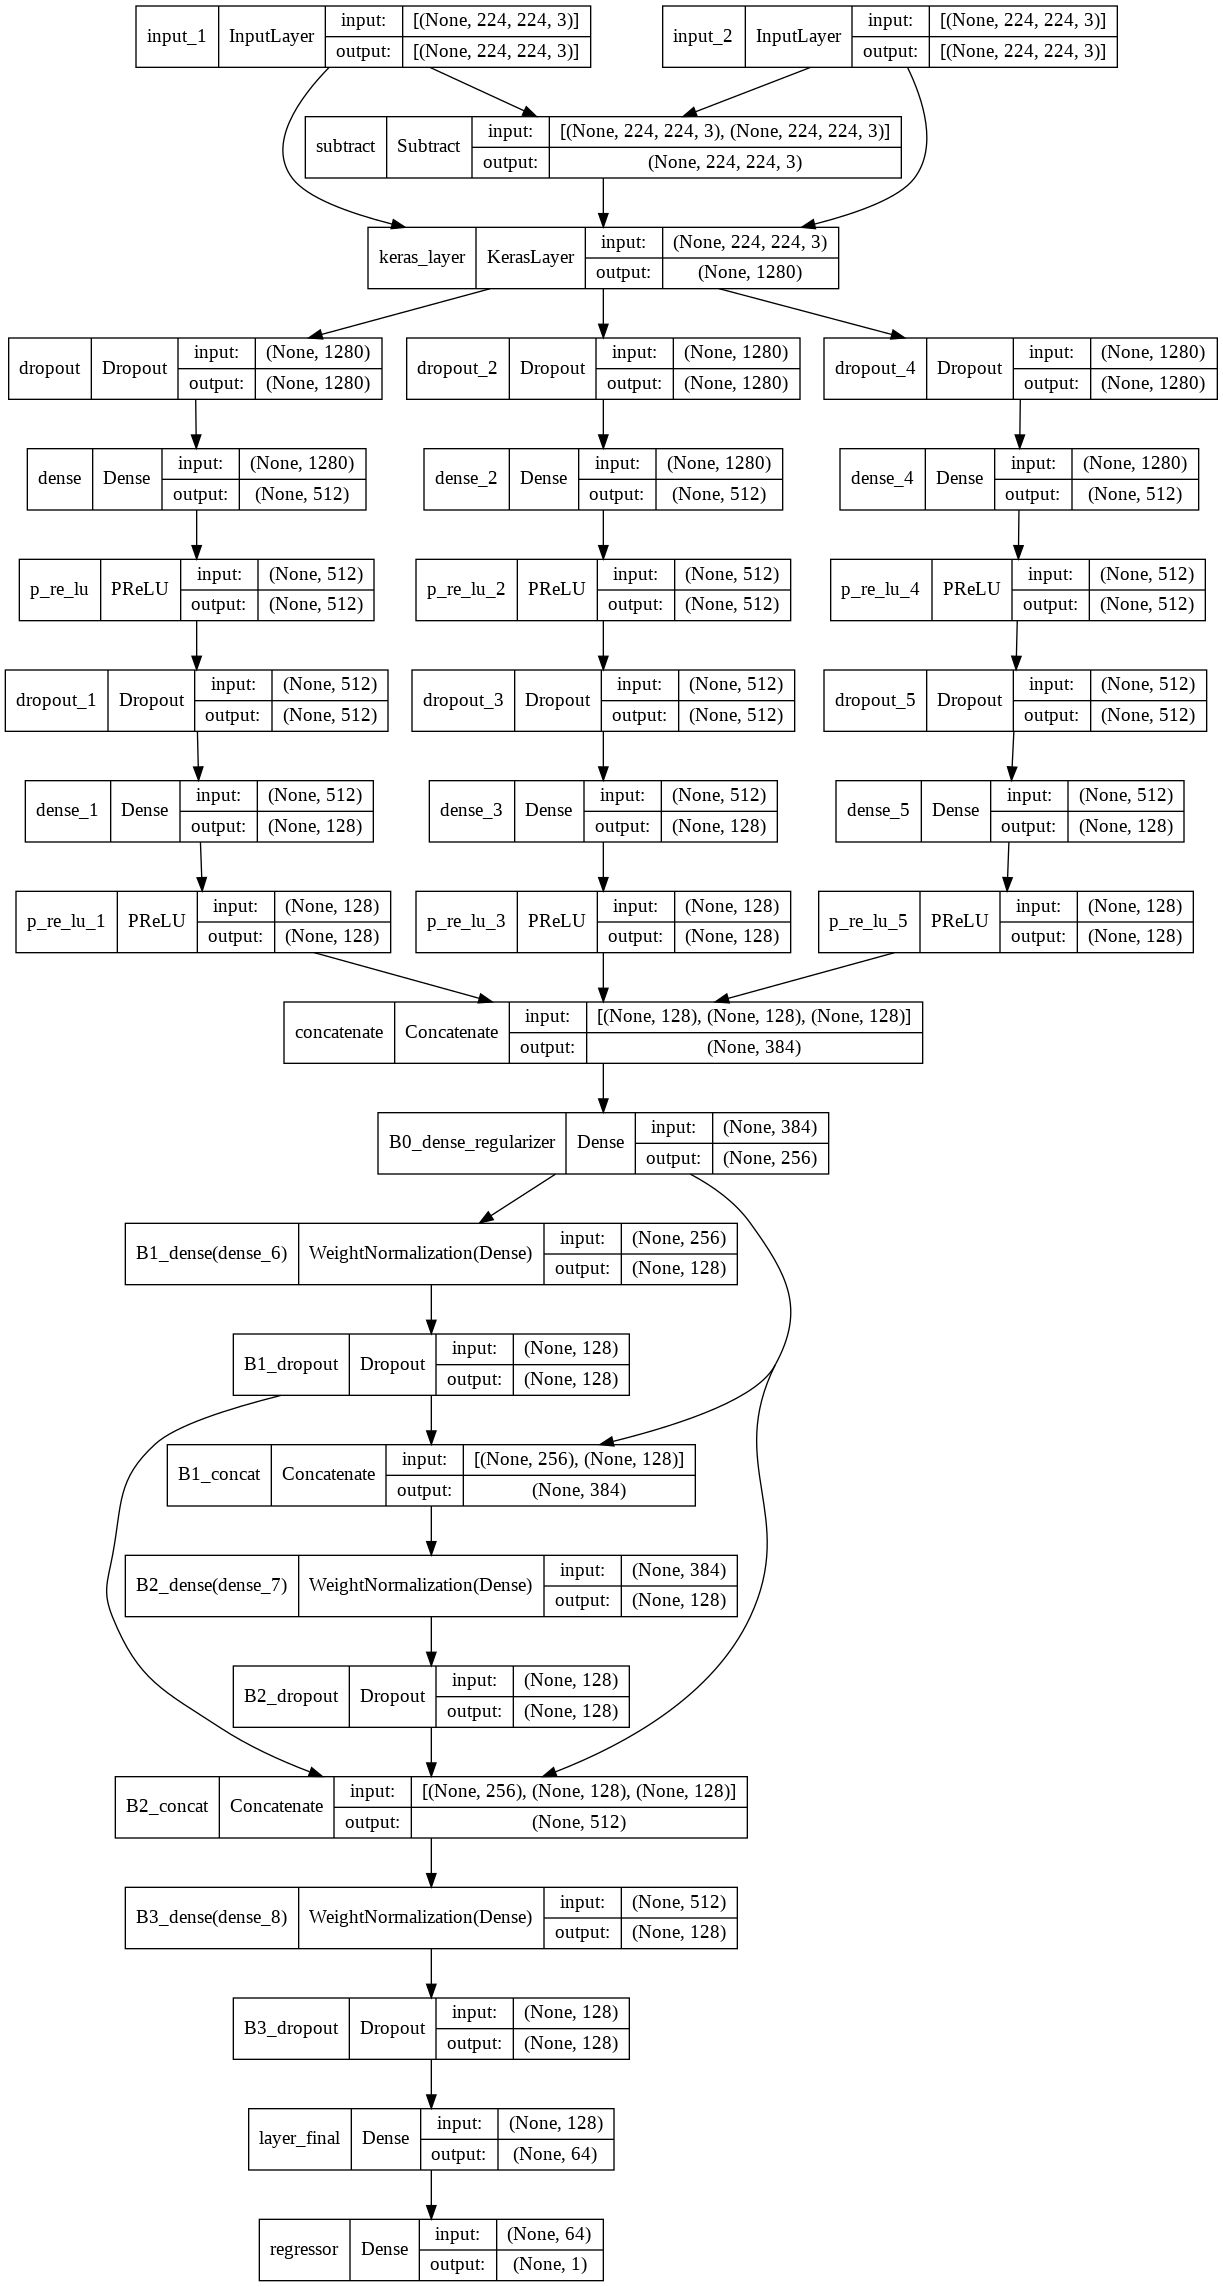 input_1 InputLayer input: [(None, 224, 224, 3)]
output: [(None, 224, 224, 3)]
input_2 InputLayer input: [(None, 224, 224, 3)]
output: [(None, 224, 224, 3)]
subtract Subtract input: [(None, 224, 224, 3), (None, 224, 224, 3)]
output: (None, 224, 224, 3)
keras_layer KerasLayer input: (None, 224, 224, 3)
output: (None, 1280)
dropout Dropout input: (None, 1280)
output: (None, 1280)
dropout_2 Dropout input: (None, 1280)
output: (None, 1280)
dropout_4 Dropout input: (None, 1280)
output: (None, 1280)
dense Dense input: (None, 1280)
output: (None, 512)
dense_2 Dense input: (None, 1280)
output: (None, 512)
dense_4 Dense input: (None, 1280)
output: (None, 512)
p_re_lu PReLU input: (None, 512)
output: (None, 512)
p_re_lu_2 PReLU input: (None, 512)
output: (None, 512)
p_re_lu_4 PReLU input: (None, 512)
output: (None, 512)
dropout_1 Dropout input: (None, 512)
output: (None, 512)
dropout_3 Dropout input: (None, 512)
output: (None, 512)
dropout_5 Dropout input: (None, 512)
output: (None, 512)
dense_1 Dense input: (None, 512)
output: (None, 128)
dense_3 Dense input: (None, 512)
output: (None, 128)
dense_5 Dense input: (None, 512)
output: (None, 128)
p_re_lu_1 PReLU input: (None, 128)
output: (None, 128)
p_re_lu_3 PReLU input: (None, 128)
output: (None, 128)
p_re_lu_5 PReLU input: (None, 128)
output: (None, 128)
concatenate Concatenate input: [(None, 128), (None, 128), (None, 128)]
output: (None, 384)
B0_dense_regularizer Dense input: (None, 384)
output: (None, 256)
B1_dense(dense_6) WeightNormalization(Dense) input: (None, 256)
output: (None, 128)
B1_dropout Dropout input: (None, 128)
output: (None, 128)
B1_concat Concatenate input: [(None, 256), (None, 128)]
output: (None, 384)
B2_dense(dense_7) WeightNormalization(Dense) input: (None, 384)
output: (None, 128)
B2_dropout Dropout input: (None, 128)
output: (None, 128)
B2_concat Concatenate input: [(None, 256), (None, 128), (None, 128)]
output: (None, 512)
B3_dense(dense_8) WeightNormalization(Dense) input: (None, 512)
output: (None, 128)
B3_dropout Dropout input: (None, 128)
output: (None, 128)
layer_final Dense input: (None, 128)
output: (None, 64)
regressor Dense input: (None, 64)
output: (None, 1)